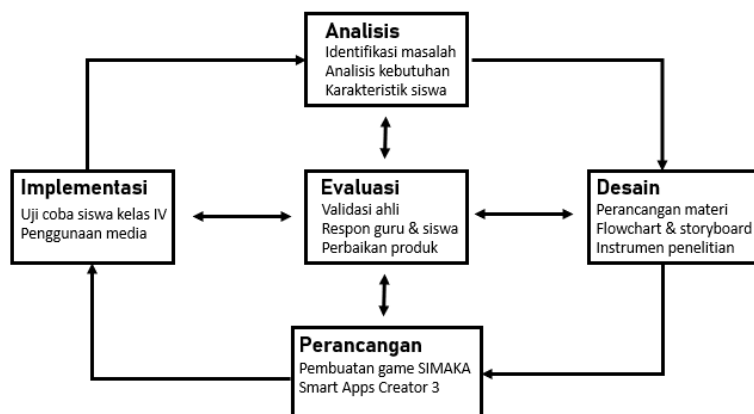 Analisis
Identifikasi masalah
Analisis kebutuhan
Karakteristik siswa
Implementasi
Uji coba siswa kelas IV
Penggunaan media
Evaluasi
Validasi ahli
Respon guru & siswa
Perbaikan produk
Desain
Perancangan materi
Flowchart & storyboard
Instrumen penelitian
Perancangan
Pembuatan game SIMAKA
Smart Apps Creator 3